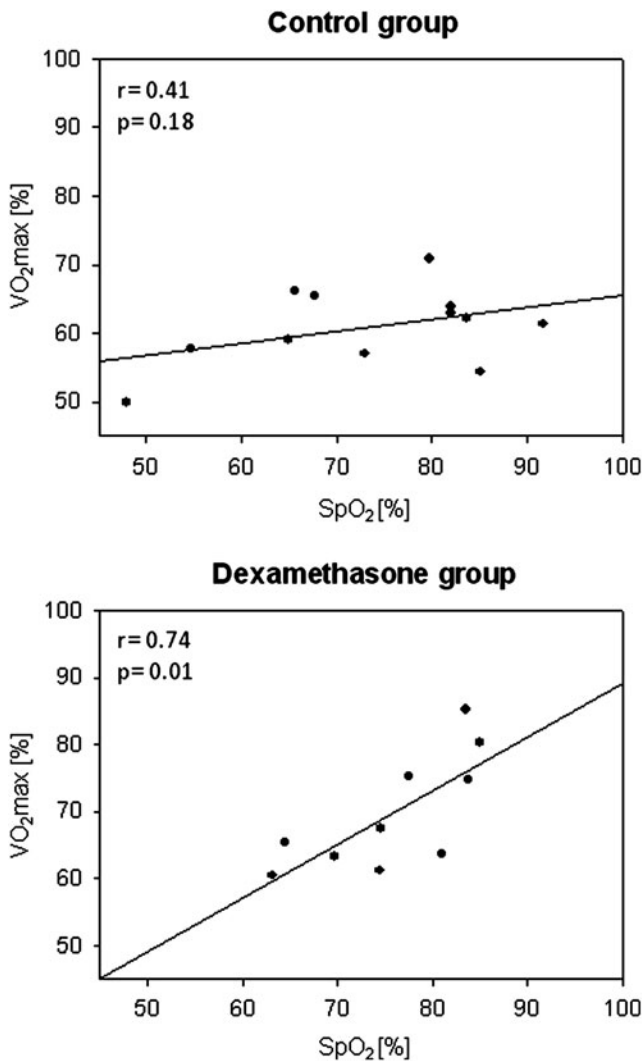 Control group
r= 0.41
p= 0.18
100
90
80
70
60
50
VO₂max [%]
50 60 70 80 90 100
SpO₂ [%]
Dexamethasone group
r= 0.74
p= 0.01
100
90
80
70
60
50
VO₂max [%]
50 60 70 80 90 100
SpO₂ [%]